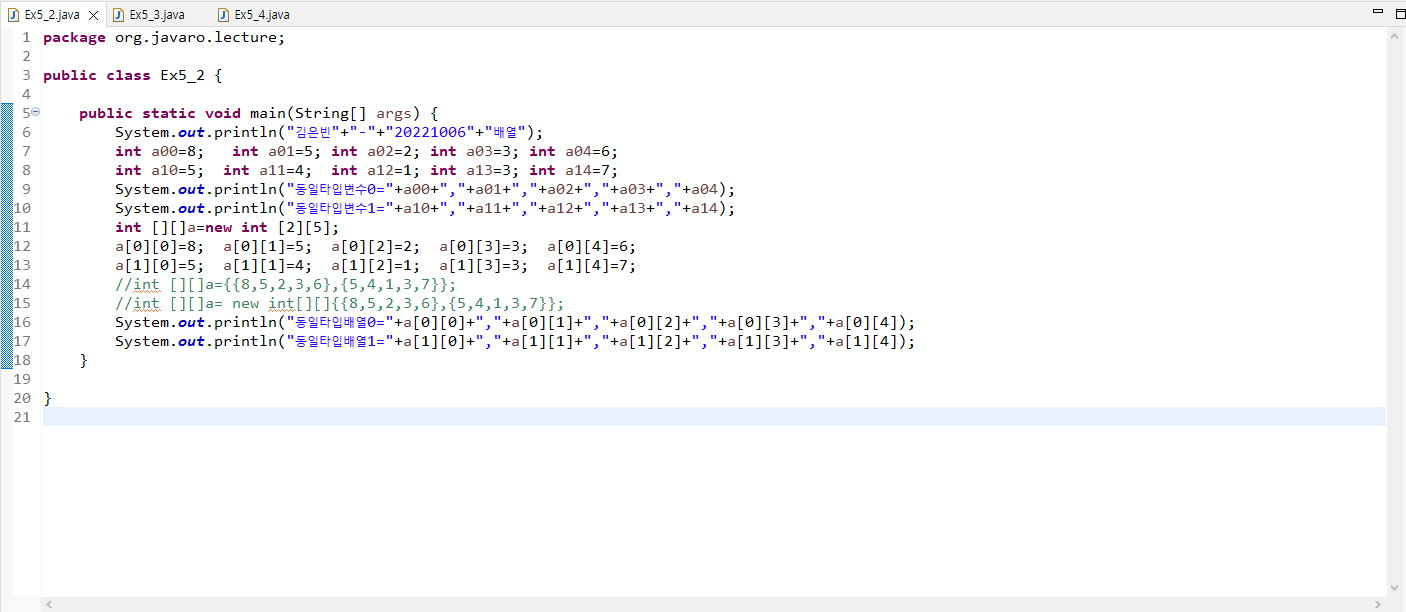 Ex5_2.java Ex5_3.java Ex5_4.java
1 package org.javaro.lecture;
2
3 public class Ex5_2 {
4
5 public static void main(String[] args) {
6 System.out.println("김은빈"+"-"+"20221006"+"배열");
7 int a00=8; int a01=5; int a02=2; int a03=3; int a04=6;
8 int a10=5; int a11=4; int a12=1; int a13=3; int a14=7;
9 System.out.println("동일타입변수0="+a00+","+a01+","+a02+","+a03+","+a04);
10 System.out.println("동일타입변수1="+a10+","+a11+","+a12+","+a13+","+a14);
11 int [][]a=new int [2][5];
12 a[0][0]=8; a[0][1]=5; a[0][2]=2; a[0][3]=3; a[0][4]=6;
13 a[1][0]=5; a[1][1]=4; a[1][2]=1; a[1][3]=3; a[1][4]=7;
14 //int [][]a={{8,5,2,3,6},{5,4,1,3,7}};
15 //int [][]a= new int[][]{{8,5,2,3,6},{5,4,1,3,7}};
16 System.out.println("동일타입배열0="+a[0][0]+","+a[0][1]+","+a[0][2]+","+a[0][3]+","+a[0][4]);
17 System.out.println("동일타입배열1="+a[1][0]+","+a[1][1]+","+a[1][2]+","+a[1][3]+","+a[1][4]);
18 }
19
20 }
21